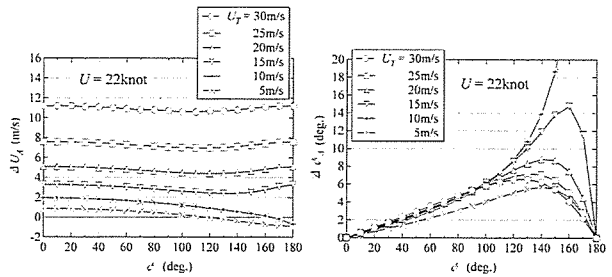 U_T = 30m/s
25m/s
20m/s
15m/s
10m/s
5m/s
U = 22knot
16
14
12
10
8
6
4
2
0
-2
Δ U_A (m/s)
0 20 40 60 80 100 120 140 160 180
(deg.)
U_T = 30m/s
25m/s
20m/s
15m/s
10m/s
5m/s
U = 22knot
20
18
16
14
12
10
8
6
4
2
0
(deg.)
0 20 40 60 80 100 120 140 160 180
(deg.)